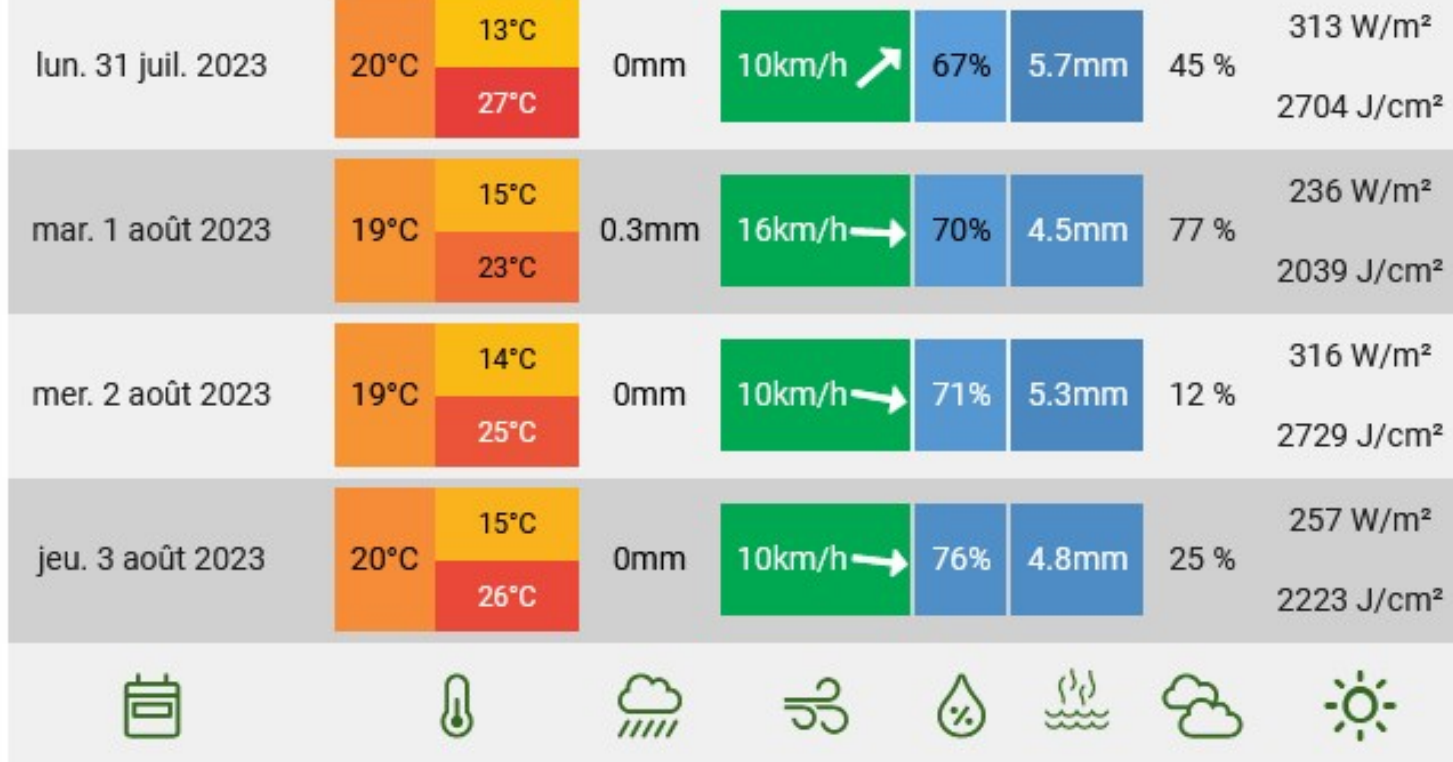 lun. 31 juil. 2023 20°C 13°C 27°C 0mm 10km/h 67% 5.7mm 45 % 313 W/m² 2704 J/cm²
mar. 1 août 2023 19°C 15°C 23°C 0.3mm 16km/h 70% 4.5mm 77 % 236 W/m² 2039 J/cm²
mer. 2 août 2023 19°C 14°C 25°C 0mm 10km/h 71% 5.3mm 12 % 316 W/m² 2729 J/cm²
jeu. 3 août 2023 20°C 15°C 26°C 0mm 10km/h 76% 4.8mm 25 % 257 W/m² 2223 J/cm²
%